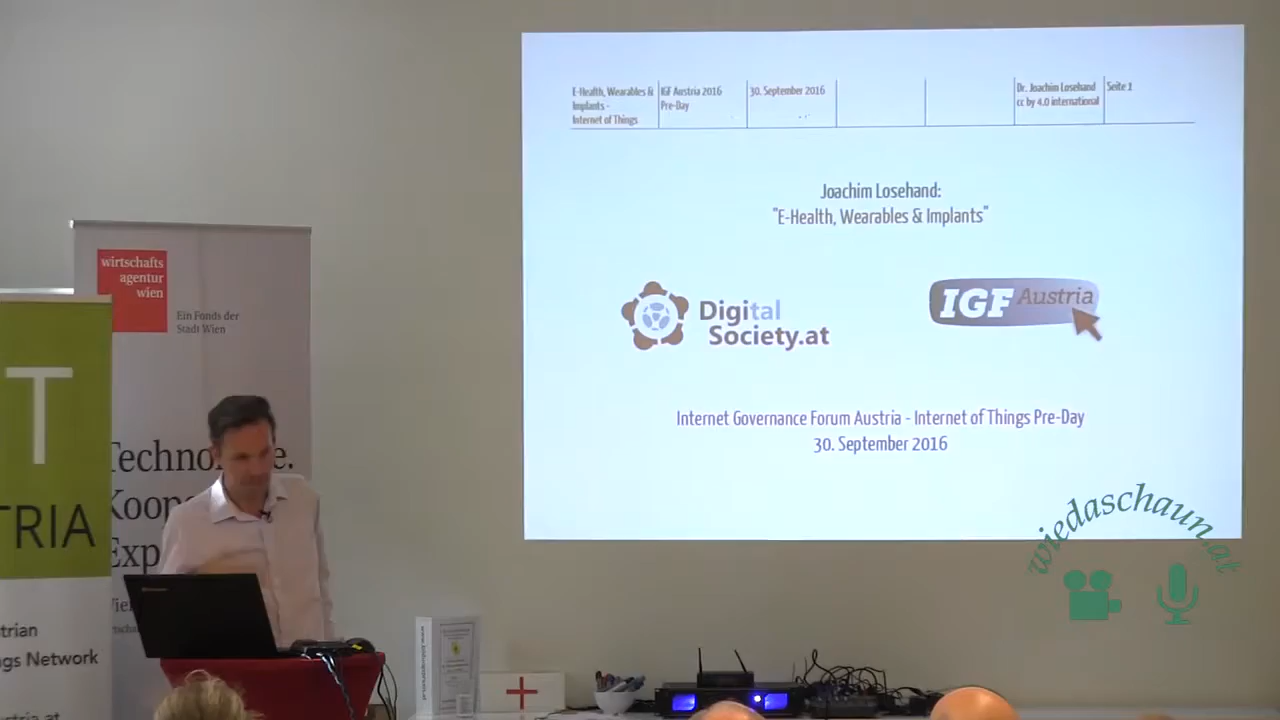 E-Health, Wearables &
Implants -
Internet of Things
IGF Austria 2016
Pre-Day
30. September 2016
Dr. Joachim Losehand
cc by 4.0 international
Seite 1
Joachim Losehand:
"E-Health, Wearables & Implants"
Digital
Society.at
IGF Austria
Internet Governance Forum Austria - Internet of Things Pre-Day
30. September 2016
wirtschafts
agentur
wien
Ein Fonds der
Stadt Wien
T
TRIA
trian
gs Network
wiedaschaun.at